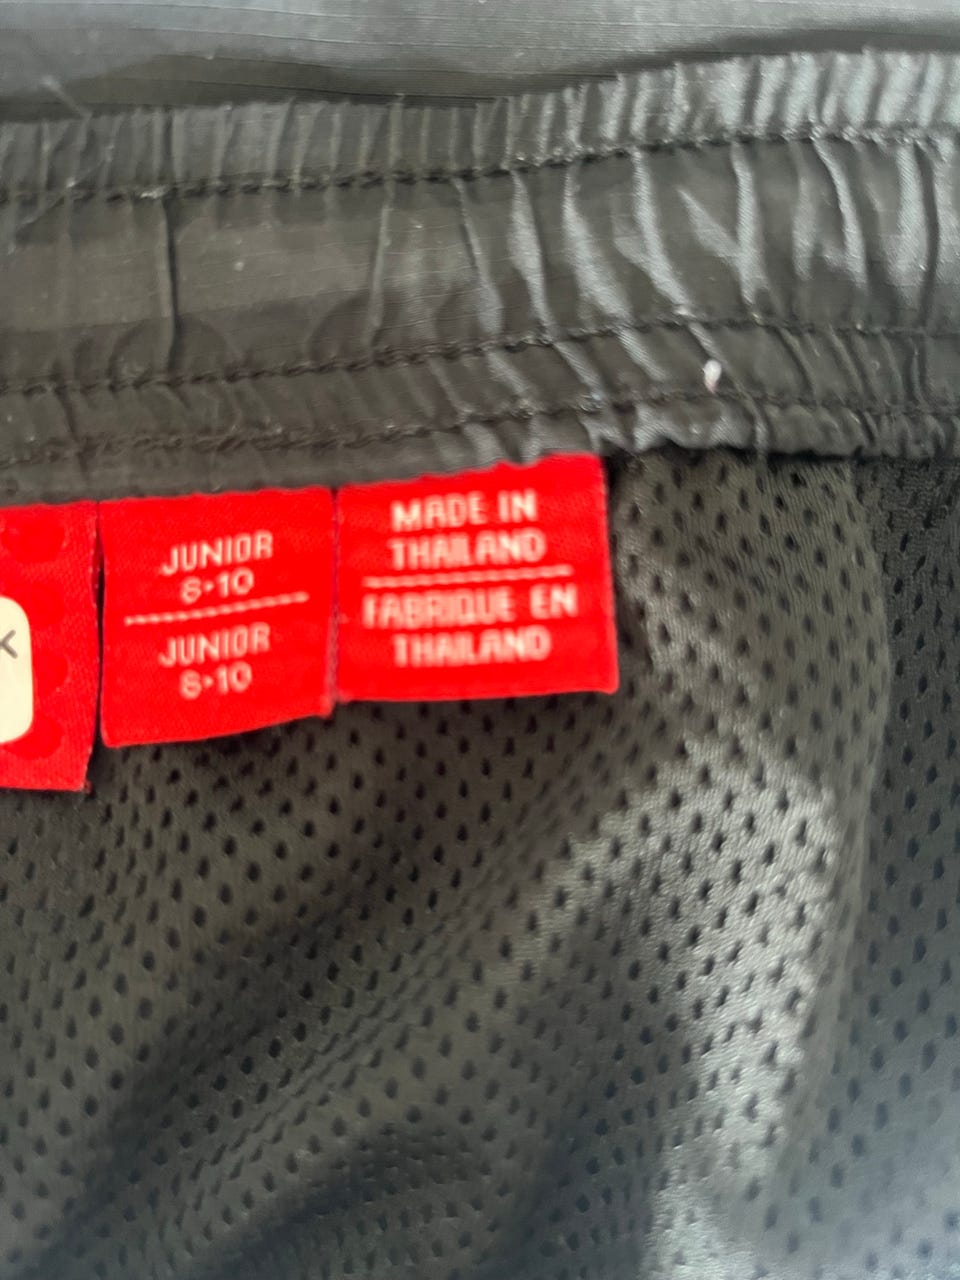 JUNIOR
8-10
JUNIOR
8-10
MADE IN
THAILAND
FABRIQUE EN
THAILAND